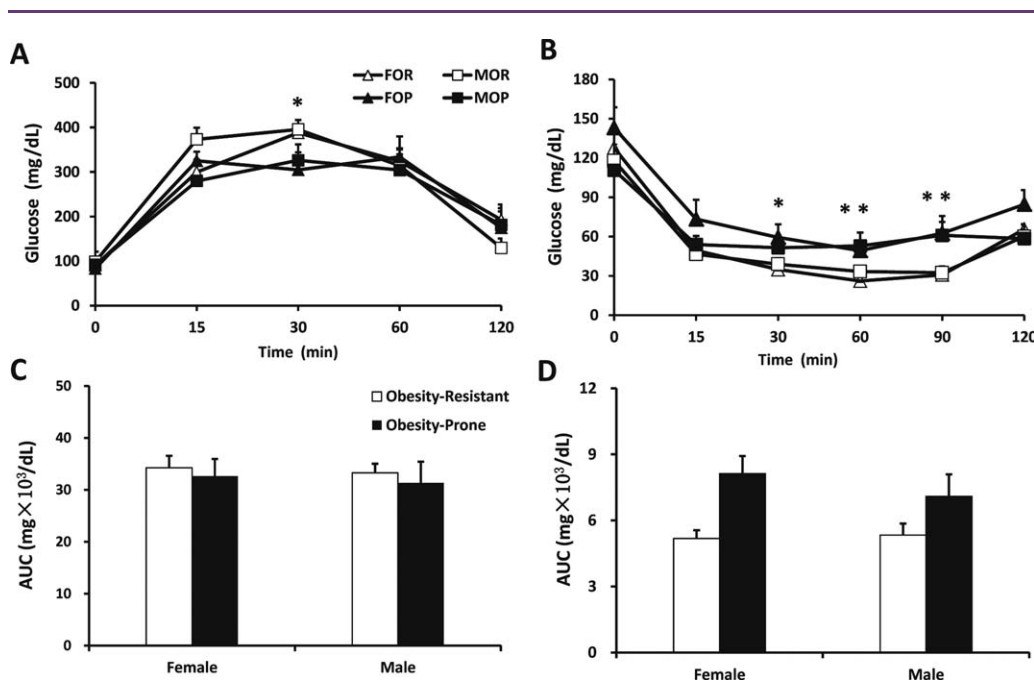 A
FOR MOR
FOP MOP
*
500
400
300
200
100
0
Glucose (mg/dL)
0 15 30 60 120
Time (min)
B
180
150
120
90
60
30
0
Glucose (mg/dL)
* ** **
0 15 30 60 90 120
Time (min)
C
50
40
30
20
10
0
AUC (mg×10³/dL)
Obesity-Resistant
Obesity-Prone
Female Male
D
12
9
6
3
0
AUC (mg×10³/dL)
Female Male